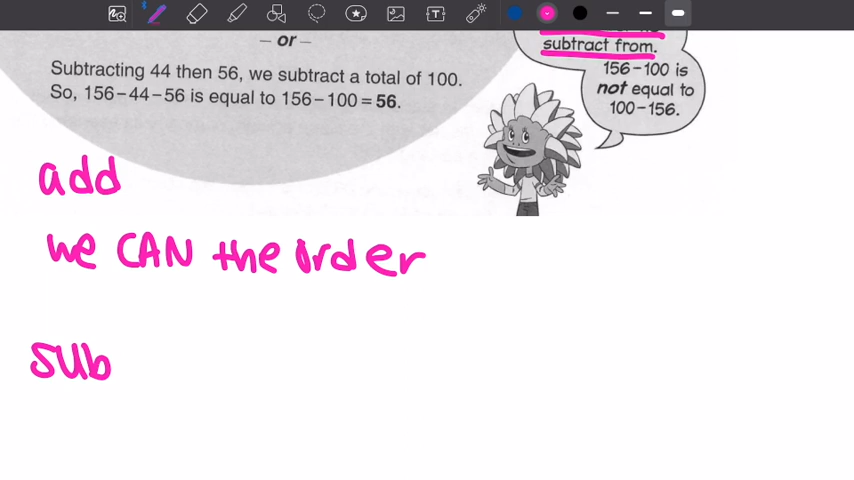 – or –
subtract from.
Subtracting 44 then 56, we subtract a total of 100.
So, 156–44–56 is equal to 156–100=56.
156–100 is
not equal to
100–156.
add
we CAN the order
sub